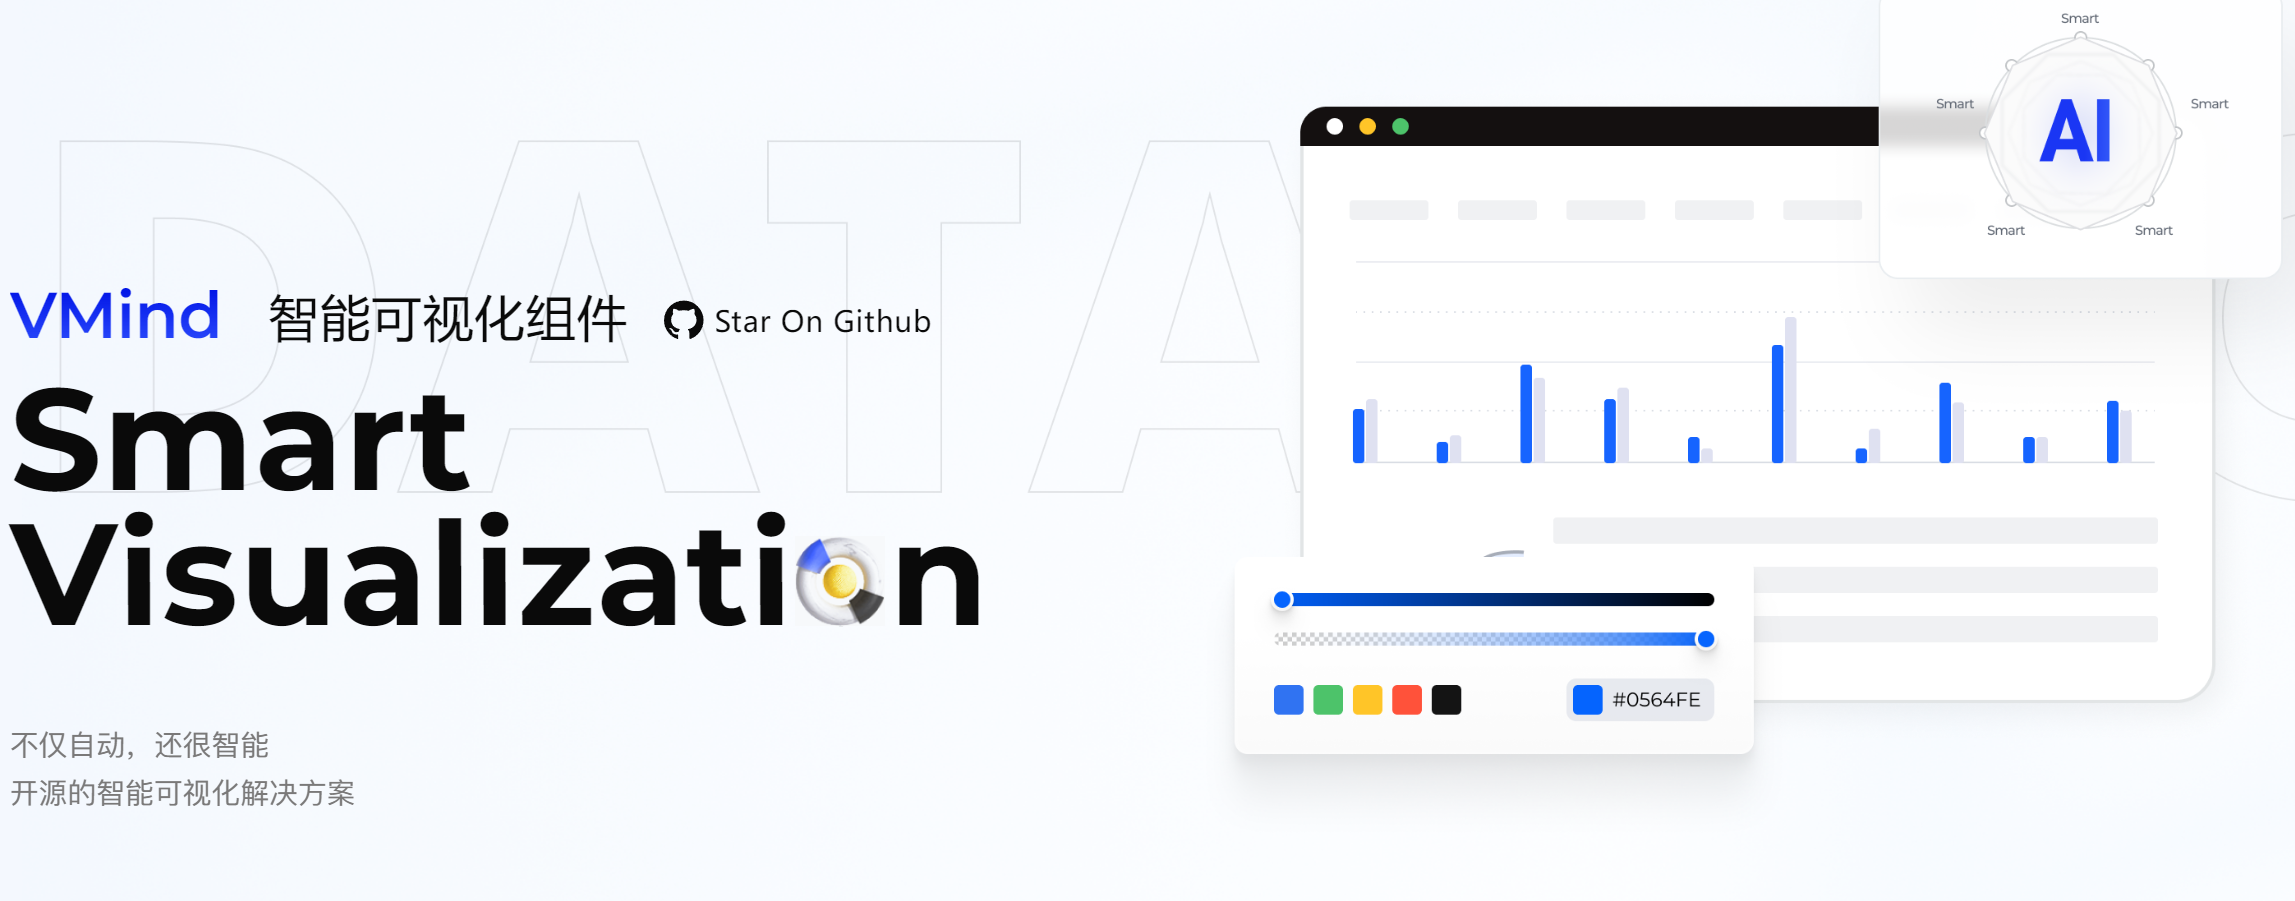 DATA
VMind 智能可视化组件 Star On Github
Smart
Visualization
不仅自动，还很智能
开源的智能可视化解决方案
Smart
Smart
Smart
AI
Smart
Smart
#0564FE